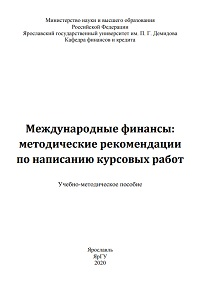 Министерство науки и высшего образования
Российской Федерации
Ярославский государственный университет им. П. Г. Демидова
Кафедра финансов и кредита
Международные финансы:
методические рекомендации
по написанию курсовых работ
Учебно-методическое пособие
Ярославль
ЯрГУ
2020